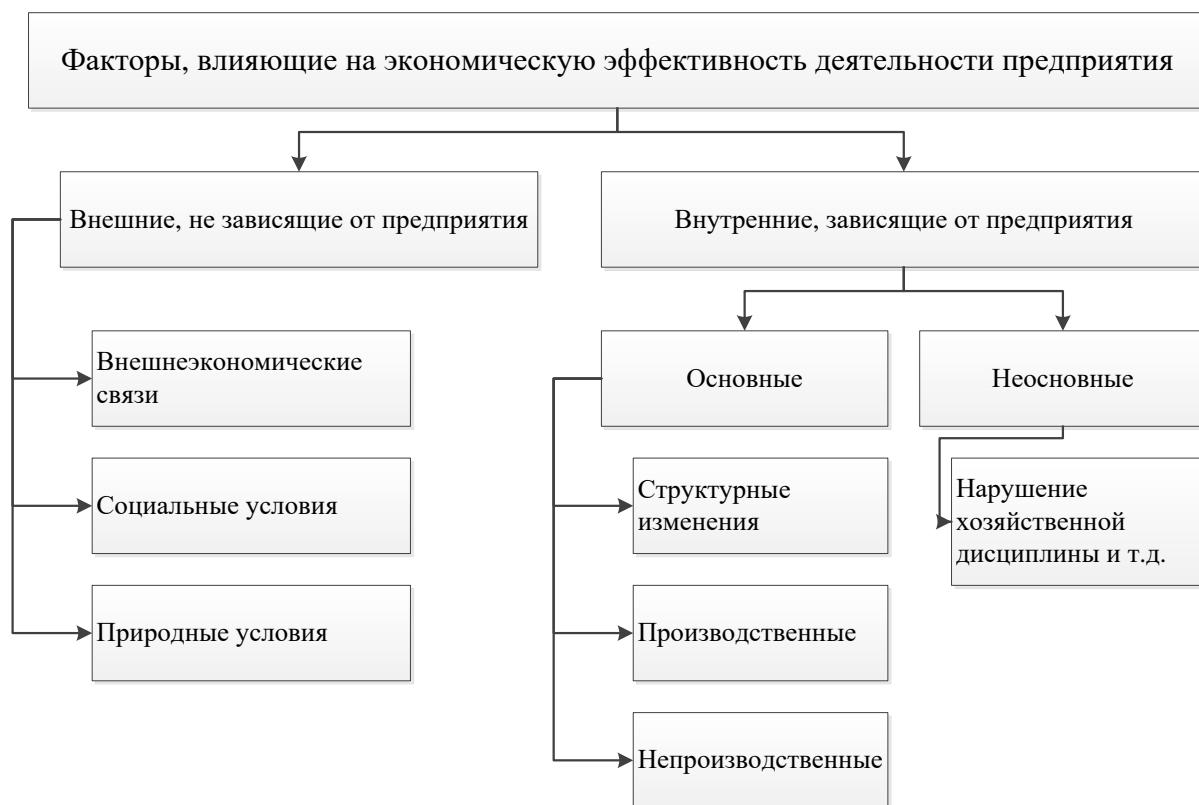 Факторы, влияющие на экономическую эффективность деятельности предприятия
Внешние, не зависящие от предприятия
Внутренние, зависящие от предприятия
Внешнеэкономические
связи
Социальные условия
Природные условия
Основные
Неосновные
Структурные
изменения
Производственные
Непроизводственные
Нарушение
хозяйственной
дисциплины и т.д.